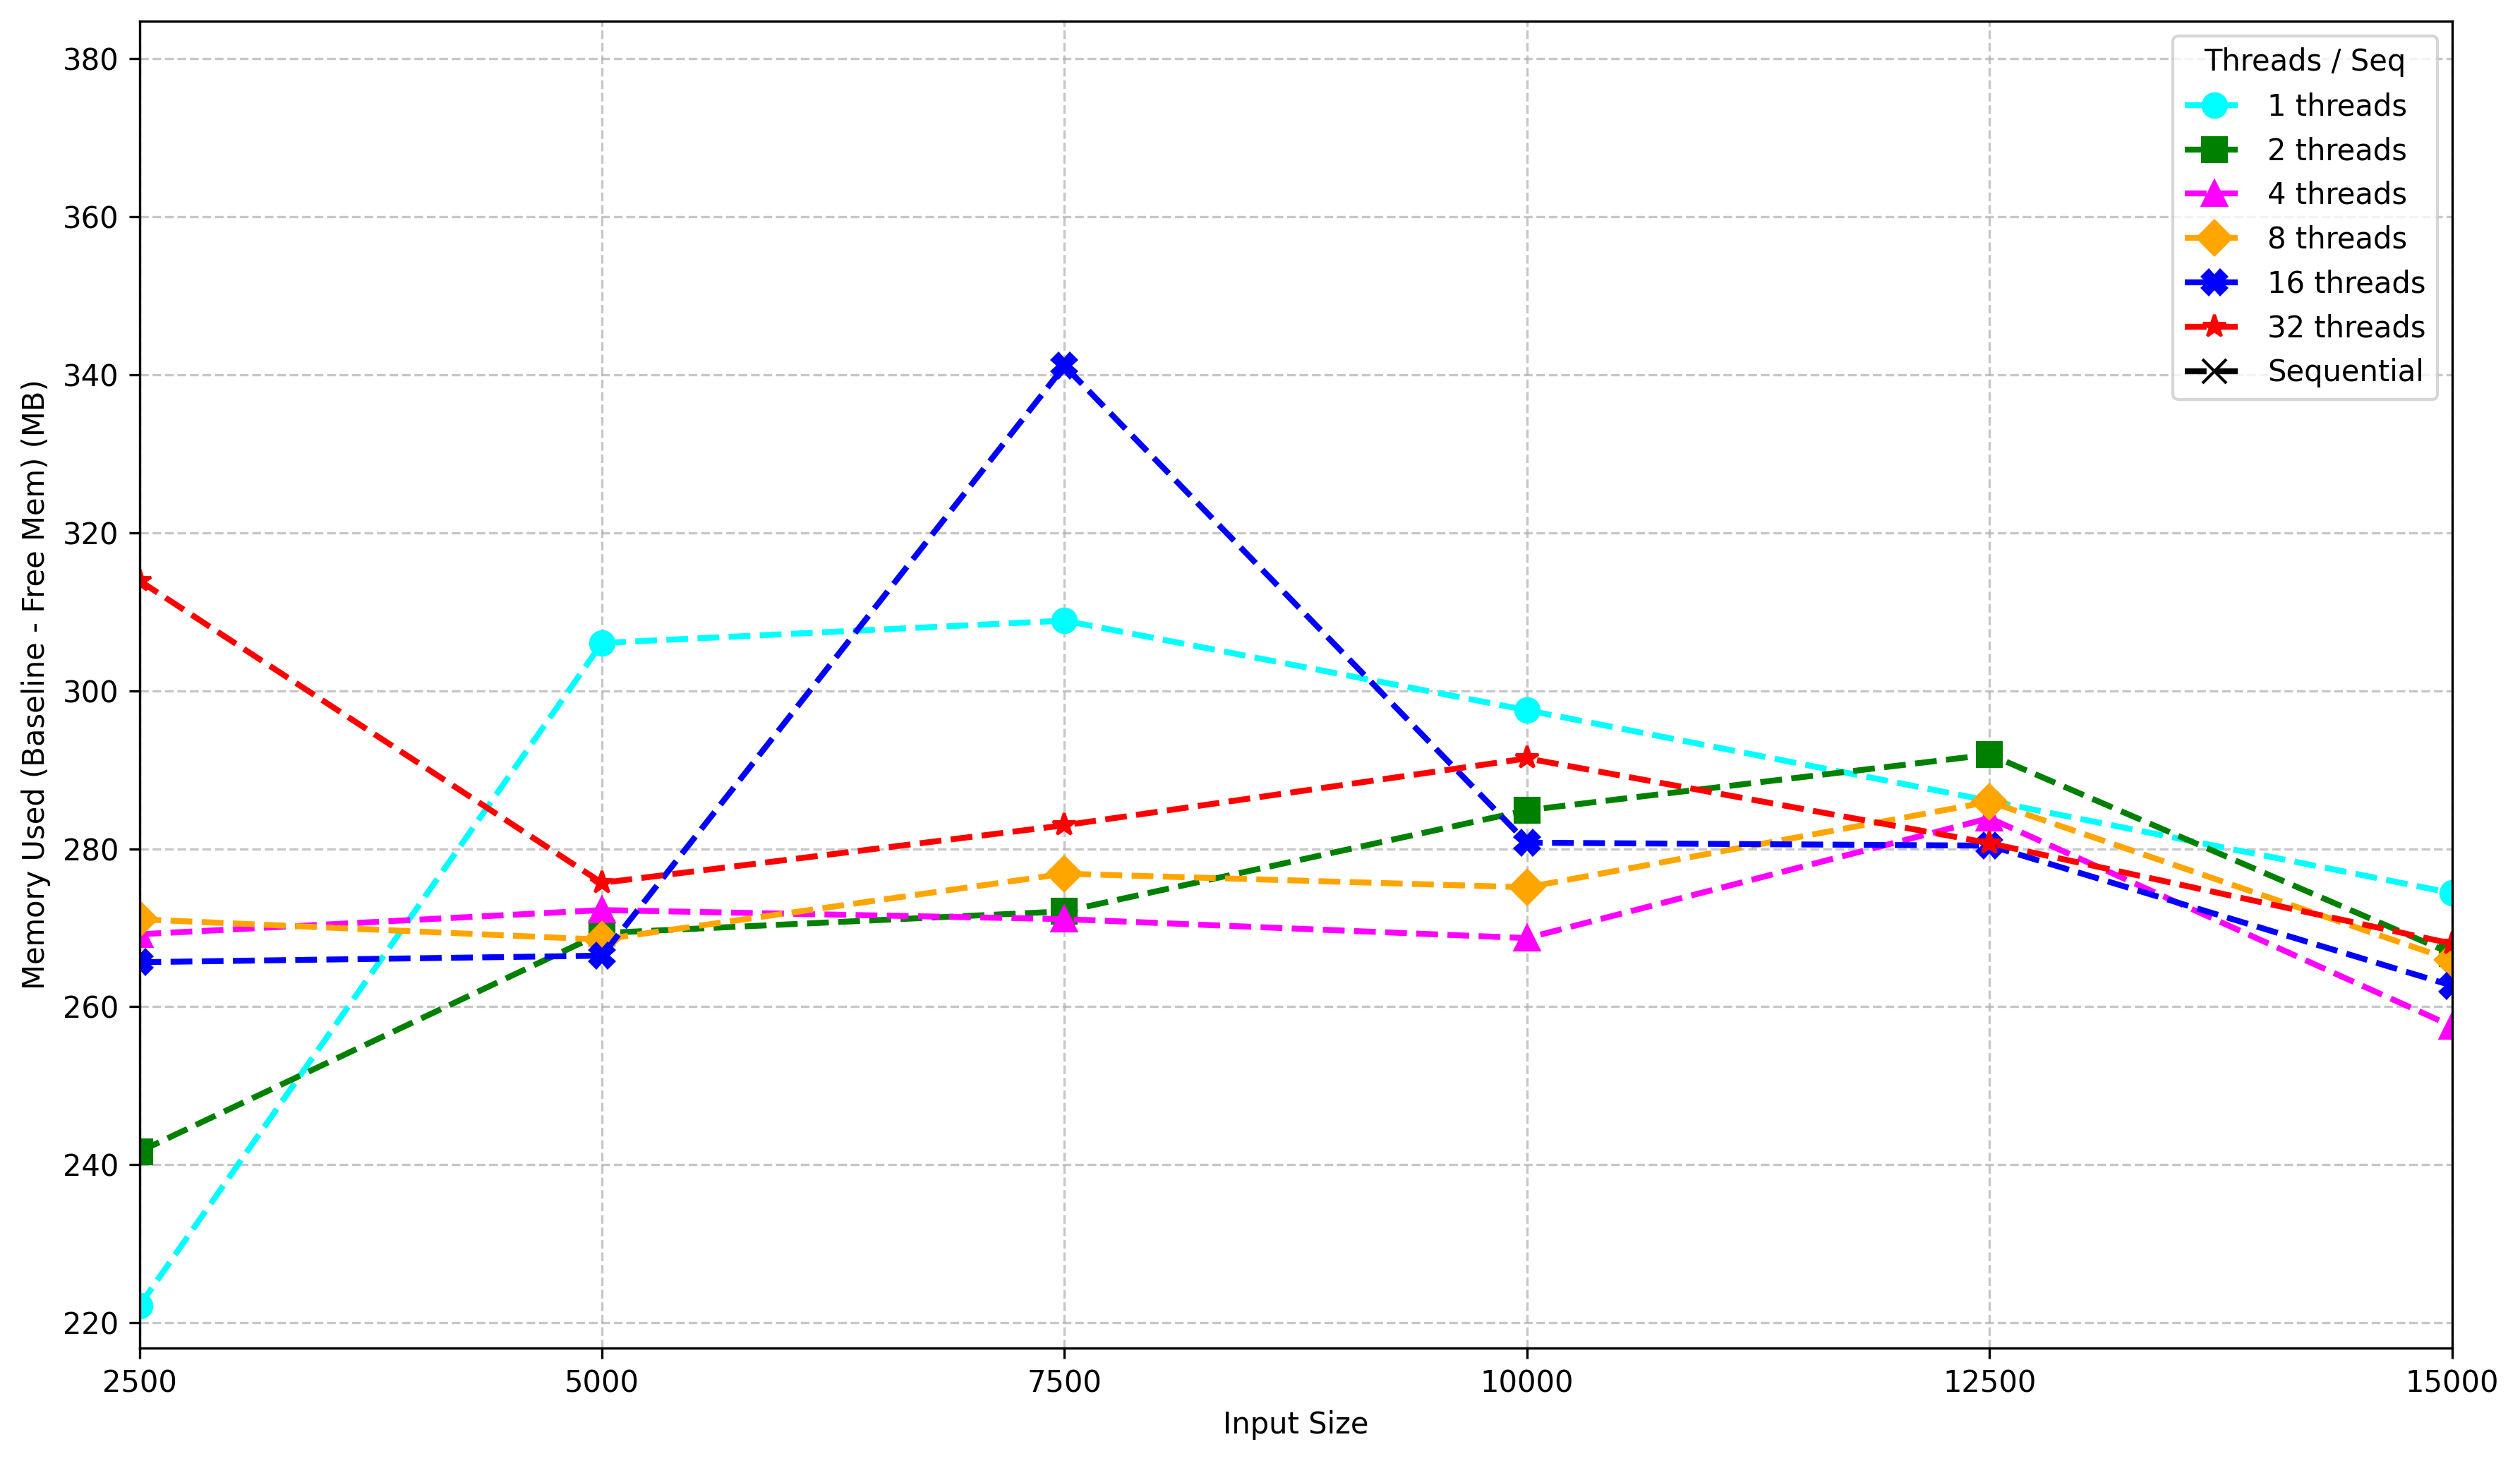 380
360
340
320
300
280
260
240
220
Memory Used (Baseline - Free Mem) (MB)
Threads / Seq
1 threads
2 threads
4 threads
8 threads
16 threads
32 threads
Sequential
2500 5000 7500 10000 12500 15000
Input Size